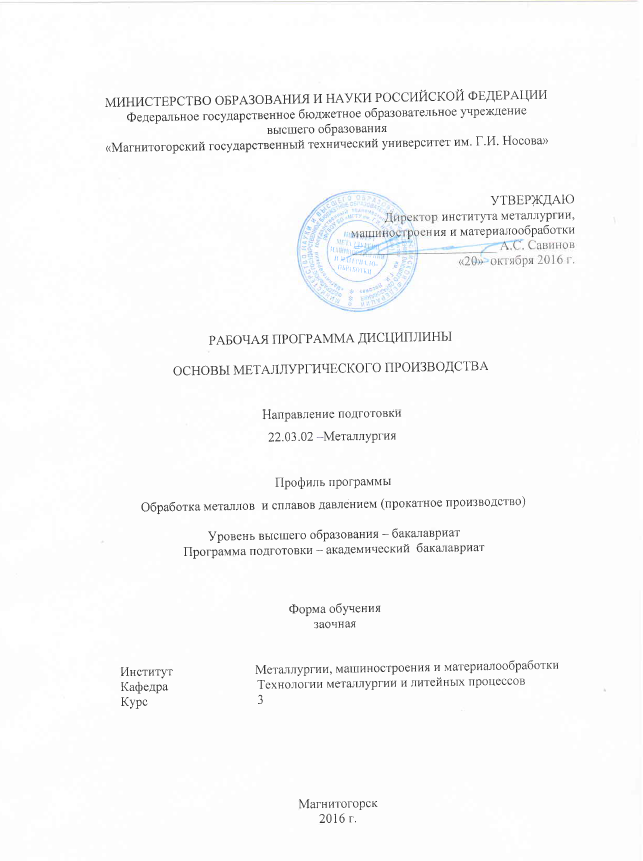 МИНИСТЕРСТВО ОБРАЗОВАНИЯ И НАУКИ РОССИЙСКОЙ ФЕДЕРАЦИИ
Федеральное государственное бюджетное образовательное учреждение
высшего образования
«Магнитогорский государственный технический университет им. Г.И. Носова»
УТВЕРЖДАЮ
Директор института металлургии,
машиностроения и материалообработки
А.С. Савинов
«20» октября 2016 г.
РАБОЧАЯ ПРОГРАММА ДИСЦИПЛИНЫ
ОСНОВЫ МЕТАЛЛУРГИЧЕСКОГО ПРОИЗВОДСТВА
Направление подготовки
22.03.02 –Металлургия
Профиль программы
Обработка металлов и сплавов давлением (прокатное производство)
Уровень высшего образования – бакалавриат
Программа подготовки – академический бакалавриат
Форма обучения
заочная
Институт Металлургии, машиностроения и материалообработки
Кафедра Технологии металлургии и литейных процессов
Курс 3
Магнитогорск
2016 г.